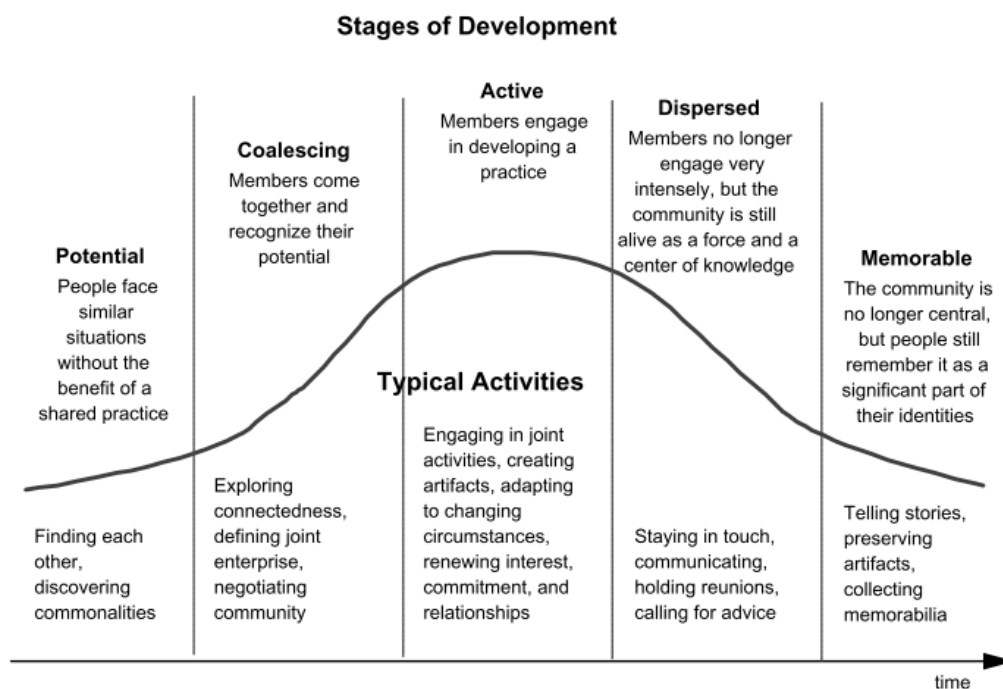 Stages of Development
Potential
People face
similar
situations
without the
benefit of a
shared practice
Coalescing
Members come
together and
recognize their
potential
Active
Members engage
in developing a
practice
Dispersed
Members no longer
engage very
intensely, but the
community is still
alive as a force and a
center of knowledge
Memorable
The community is
no longer central,
but people still
remember it as a
significant part of
their identities
Typical Activities
Finding each
other,
discovering
commonalities
Exploring
connectedness,
defining joint
enterprise,
negotiating
community
Engaging in joint
activities, creating
artifacts, adapting
to changing
circumstances,
renewing interest,
commitment, and
relationships
Staying in touch,
communicating,
holding reunions,
calling for advice
Telling stories,
preserving
artifacts,
collecting
memorabilia
time